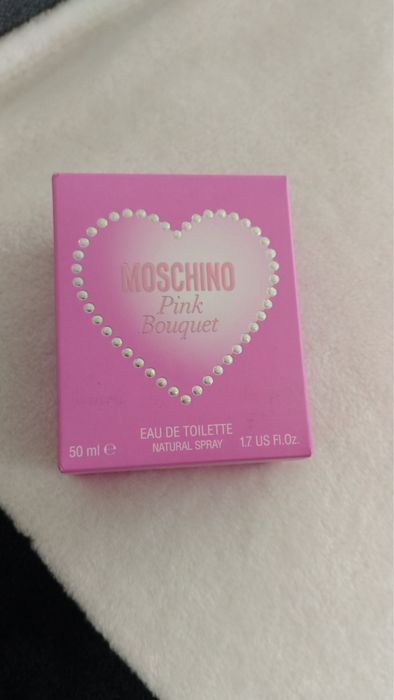 MOSCHINO
Pink
Bouquet
EAU DE TOILETTE
50 ml ℮ NATURAL SPRAY 1.7 US Fl.Oz.